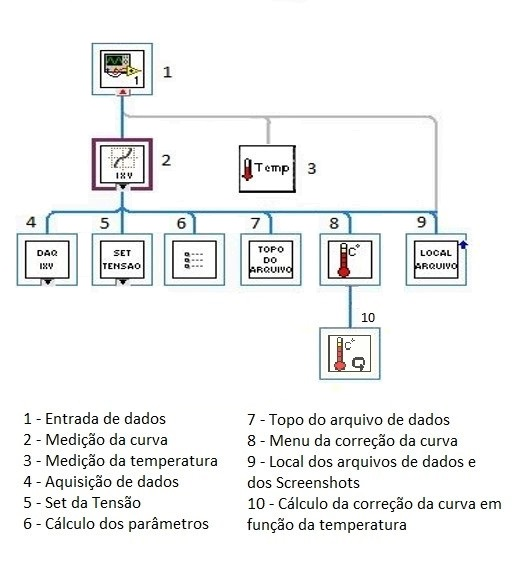 1
1
2
IXV
Temp
3
4
5
6
7
8
9
DAQ
IXV
SET
TENSAO
TOPO
DO
ARQUIVO
C°
LOCAL
ARQUIVO
10
C°
1 - Entrada de dados
2 - Medição da curva
3 - Medição da temperatura
4 - Aquisição de dados
5 - Set da Tensão
6 - Cálculo dos parâmetros
7 - Topo do arquivo de dados
8 - Menu da correção da curva
9 - Local dos arquivos de dados e
dos Screenshots
10 - Cálculo da correção da curva em
função da temperatura